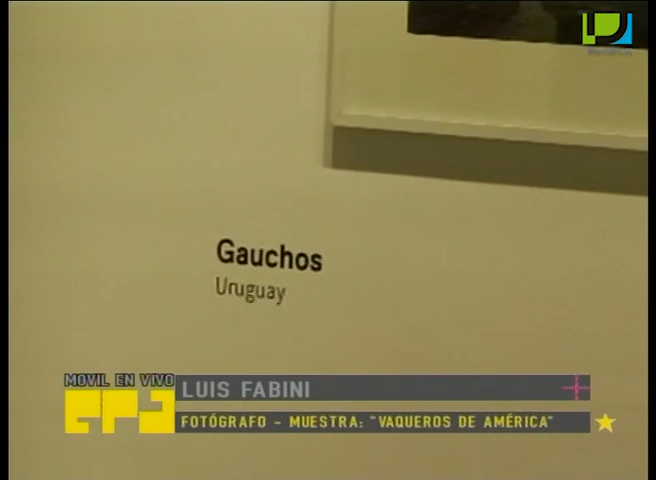 Gauchos
Uruguay
MOVIL EN VIVO
LUIS FABINI
FOTÓGRAFO - MUESTRA: "VAQUEROS DE AMÉRICA"